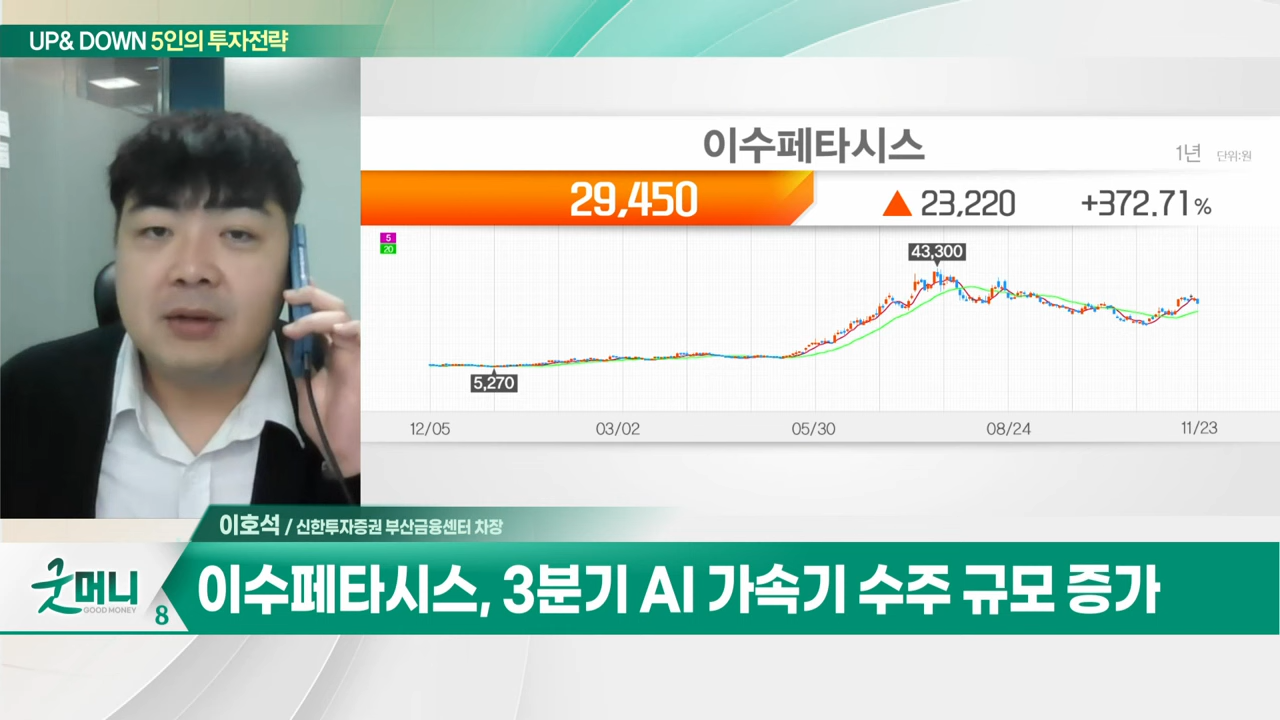 UP& DOWN 5인의 투자전략
이수페타시스
1년 단위:원
29,450 ▲ 23,220 +372.71%
5
20
43,300
5,270
12/05 03/02 05/30 08/24 11/23
이호석 / 신한투자증권 부산금융센터 차장
굿머니
GOOD MONEY
8
이수페타시스, 3분기 AI 가속기 수주 규모 증가